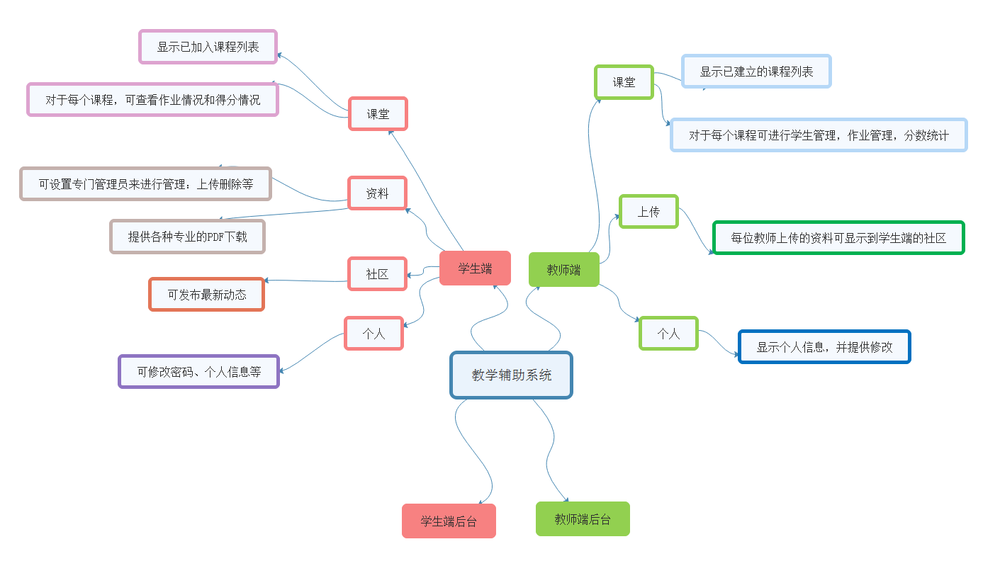 显示已加入课程列表
对于每个课程，可查看作业情况和得分情况
课堂
可设置专门管理员来进行管理：上传删除等
资料
提供各种专业的PDF下载
学生端
社区
可发布最新动态
个人
可修改密码、个人信息等
课堂
显示已建立的课程列表
对于每个课程可进行学生管理，作业管理，分数统计
上传
每位教师上传的资料可显示到学生端的社区
教师端
个人
显示个人信息，并提供修改
教学辅助系统
学生端后台
教师端后台